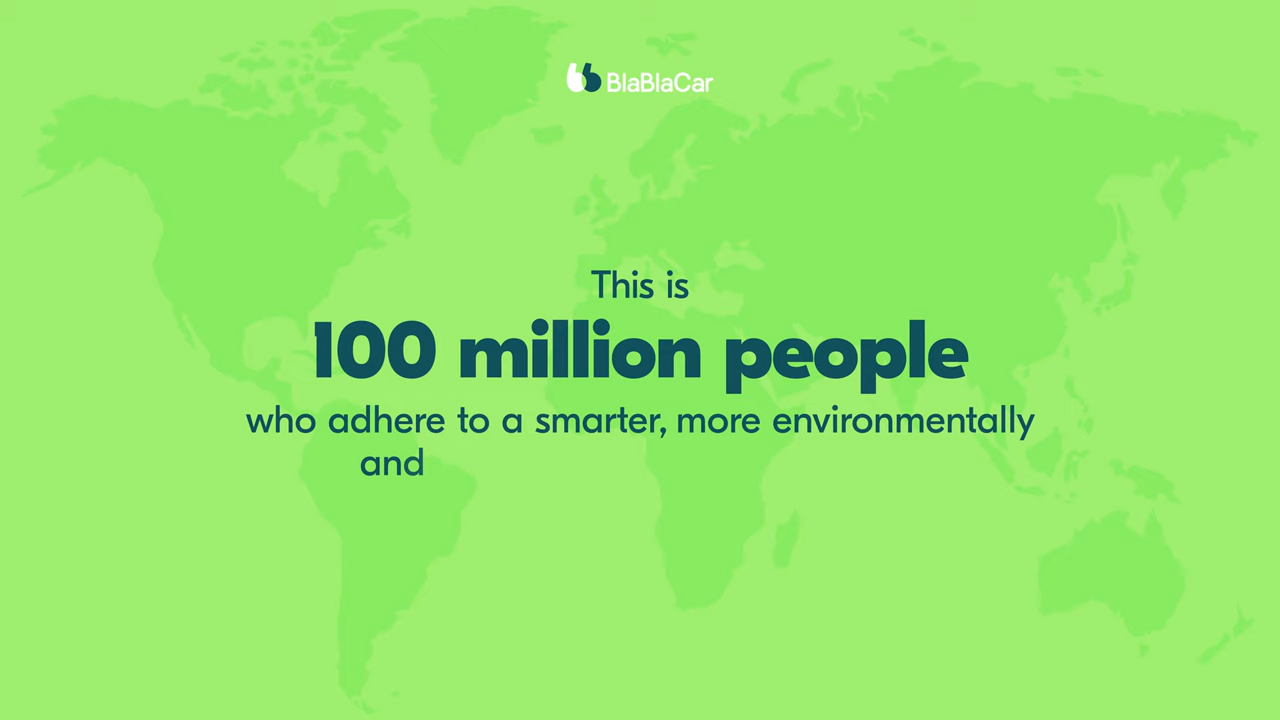 BlaBlaCar
This is
100 million people
who adhere to a smarter, more environmentally
and